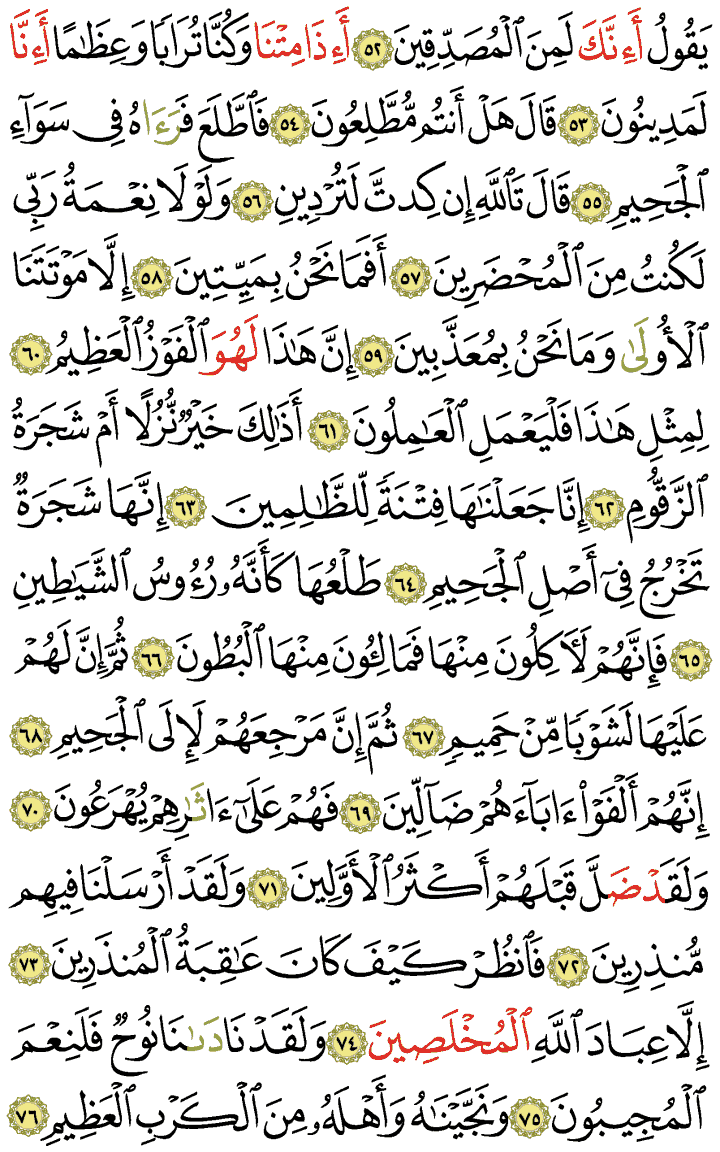 يَقُولُ أَءِنَّكَ لَمِنَ ٱلْمُصَدِّقِينَ ٥٢ أَءِذَا مِتْنَا وَكُنَّا تُرَابًا وَعِظَٰمًا أَءِنَّا
لَمَدِينُونَ ٥٣ قَالَ هَلْ أَنتُم مُّطَّلِعُونَ ٥٤ فَٱطَّلَعَ فَرَءَاهُ فِى سَوَآءِ
ٱلْجَحِيمِ ٥٥ قَالَ تَٱللَّهِ إِن كِدتَّ لَتُرْدِينِ ٥٦ وَلَوْلَا نِعْمَةُ رَبِّى
لَكُنتُ مِنَ ٱلْمُحْضَرِينَ ٥٧ أَفَمَا نَحْنُ بِمَيِّتِينَ ٥٨ إِلَّا مَوْتَتَنَا
ٱلْأُولَىٰ وَمَا نَحْنُ بِمُعَذَّبِينَ ٥٩ إِنَّ هَٰذَا لَهُوَ ٱلْفَوْزُ ٱلْعَظِيمُ ٦٠
لِمِثْلِ هَٰذَا فَلْيَعْمَلِ ٱلْعَٰمِلُونَ ٦١ أَذَٰلِكَ خَيْرٌ نُّزُلًا أَمْ شَجَرَةُ
ٱلزَّقُّومِ ٦٢ إِنَّا جَعَلْنَٰهَا فِتْنَةً لِّلظَّٰلِمِينَ ٦٣ إِنَّهَا شَجَرَةٌ
تَخْرُجُ فِىٓ أَصْلِ ٱلْجَحِيمِ ٦٤ طَلْعُهَا كَأَنَّهُۥ رُءُوسُ ٱلشَّيَٰطِينِ
٦٥ فَإِنَّهُمْ لَءَاكِلُونَ مِنْهَا فَمَالِـُٔونَ مِنْهَا ٱلْبُطُونَ ٦٦ ثُمَّ إِنَّ لَهُمْ
عَلَيْهَا لَشَوْبًا مِّنْ حَمِيمٍ ٦٧ ثُمَّ إِنَّ مَرْجِعَهُمْ لَإِلَى ٱلْجَحِيمِ ٦٨
إِنَّهُمْ أَلْفَوْا۟ ءَابَآءَهُمْ ضَآلِّينَ ٦٩ فَهُمْ عَلَىٰٓ ءَاثَٰرِهِمْ يُهْرَعُونَ ٧٠
وَلَقَدْ ضَلَّ قَبْلَهُمْ أَكْثَرُ ٱلْأَوَّلِينَ ٧١ وَلَقَدْ أَرْسَلْنَا فِيهِم
مُّنذِرِينَ ٧٢ فَٱنظُرْ كَيْفَ كَانَ عَٰقِبَةُ ٱلْمُنذَرِينَ ٧٣
إِلَّا عِبَادَ ٱللَّهِ ٱلْمُخْلَصِينَ ٧٤ وَلَقَدْ نَادَىٰنَا نُوحٌ فَلَنِعْمَ
ٱلْمُجِيبُونَ ٧٥ وَنَجَّيْنَٰهُ وَأَهْلَهُۥ مِنَ ٱلْكَرْبِ ٱلْعَظِيمِ ٧٦